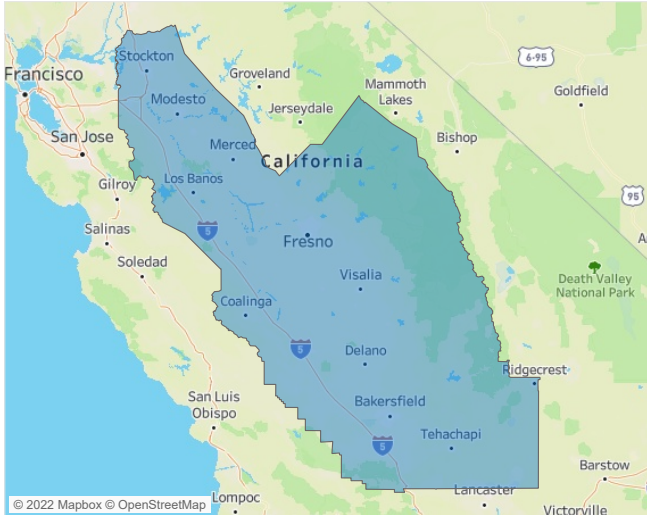 6-95
Stockton
Francisco
Groveland
Mammoth
Lakes
Goldfield
Modesto
Jerseydale
San Jose
Merced
California
Bishop
Los Banos
Gilroy
95
Salinas
5
Fresno
A
Soledad
Visalia
Death Valley
National Park
Coalinga
5
Delano
Ridgecrest
San Luis
Obispo
Bakersfield
Tehachapi
5
Barstow
Lancaster
Lompoc
Victorville
© 2022 Mapbox © OpenStreetMap